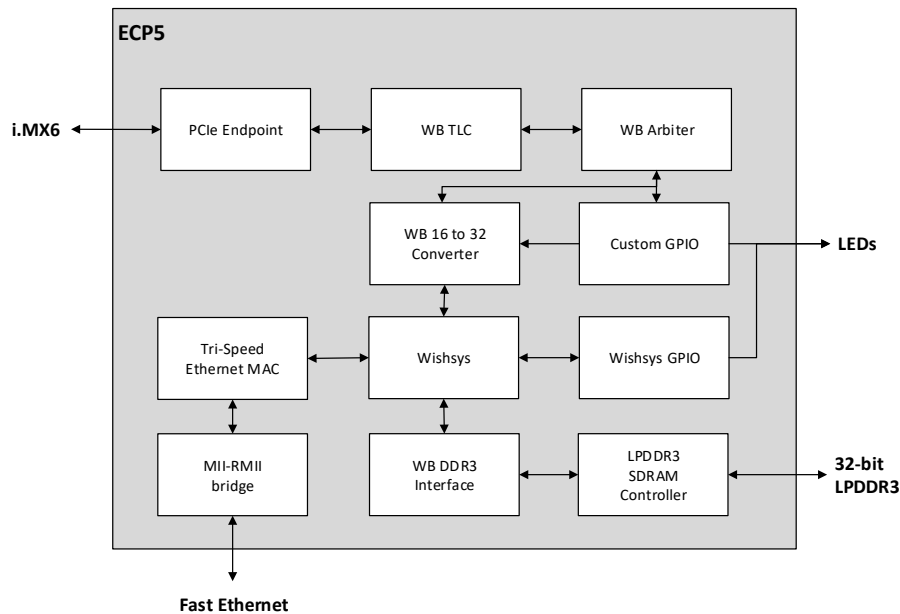 ECP5
i.MX6
PCIe Endpoint
WB TLC
WB Arbiter
WB 16 to 32
Converter
Custom GPIO
LEDs
Tri-Speed
Ethernet MAC
Wishsys
Wishsys GPIO
MII-RMII
bridge
WB DDR3
Interface
LPDDR3
SDRAM
Controller
32-bit
LPDDR3
Fast Ethernet